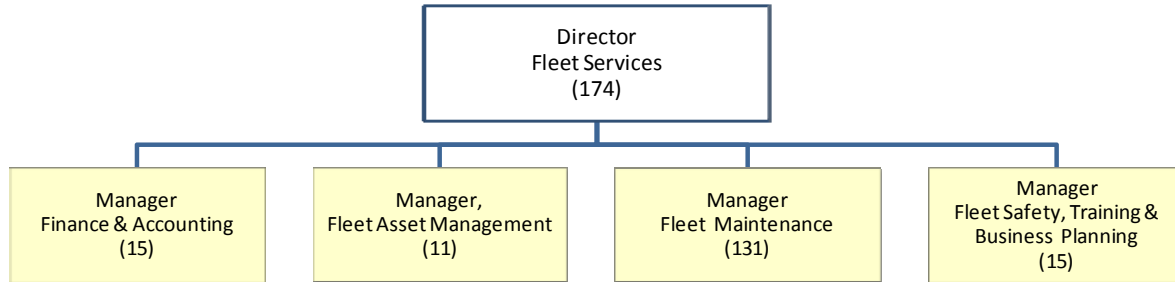 Director
Fleet Services
(174)
Manager
Finance & Accounting
(15)
Manager,
Fleet Asset Management
(11)
Manager
Fleet Maintenance
(131)
Manager
Fleet Safety, Training &
Business Planning
(15)